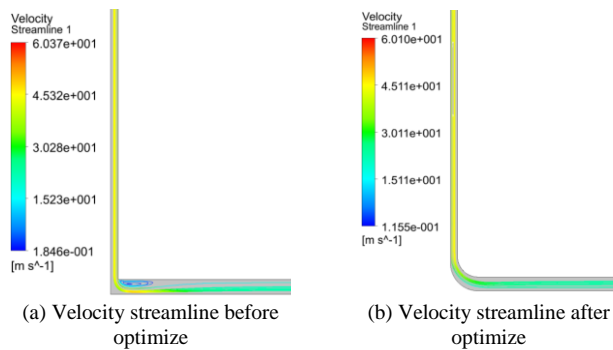 Velocity
Streamline 1
6.037e+001
4.532e+001
3.028e+001
1.523e+001
1.846e-001
[m s^-1]
(a) Velocity streamline before
optimize
Velocity
Streamline 1
6.010e+001
4.511e+001
3.011e+001
1.511e+001
1.155e-001
[m s^-1]
(b) Velocity streamline after
optimize